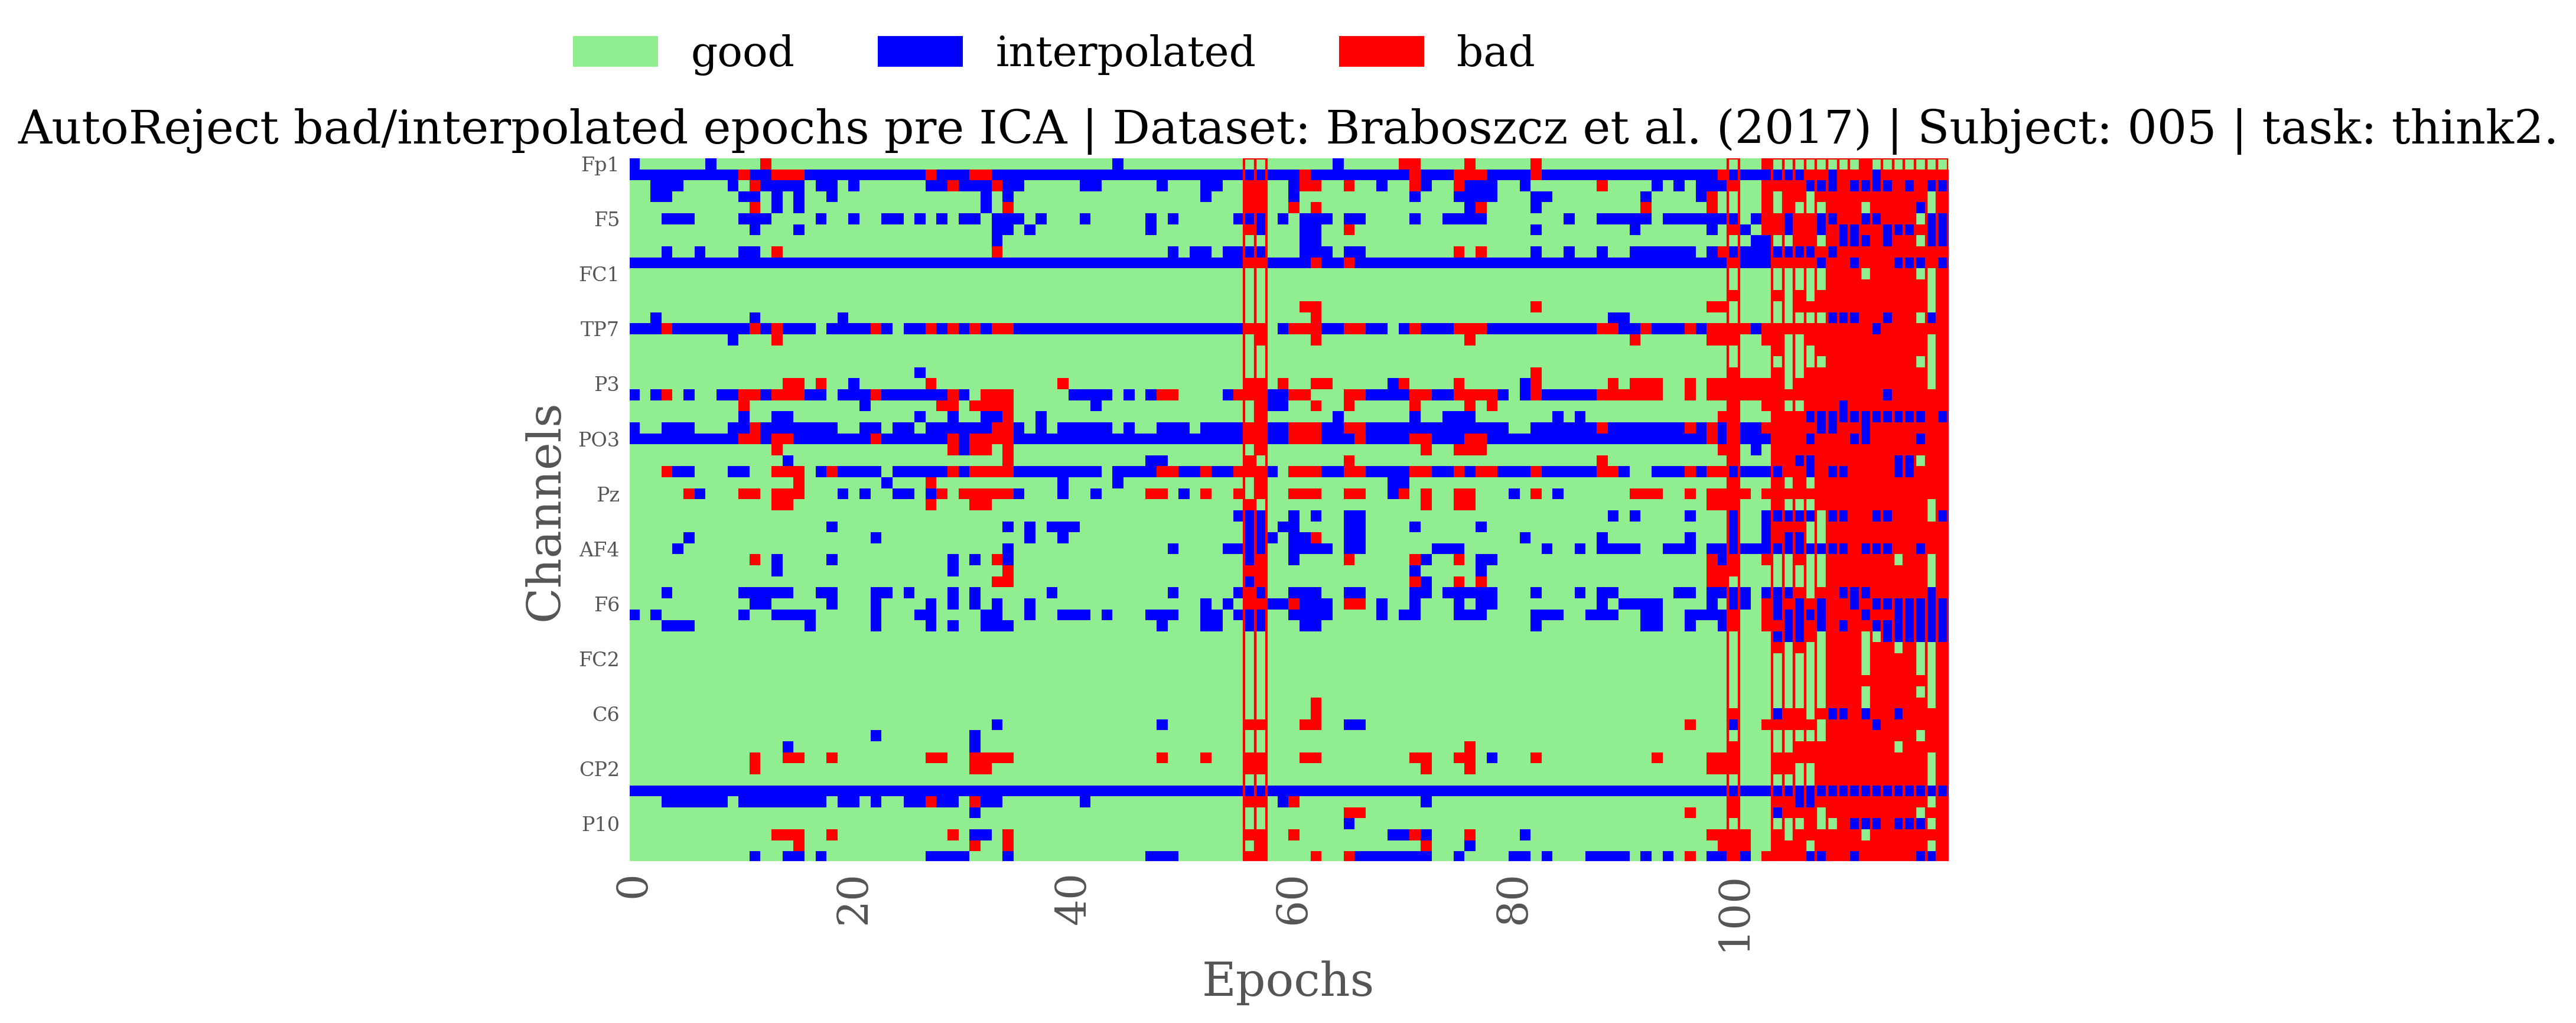 good interpolated bad
AutoReject bad/interpolated epochs pre ICA | Dataset: Braboszcz et al. (2017) | Subject: 005 | task: think2.
Fp1
F5
FC1
TP7
P3
PO3
Pz
AF4
F6
FC2
C6
CP2
P10
Channels
0 20 40 60 80 100
Epochs